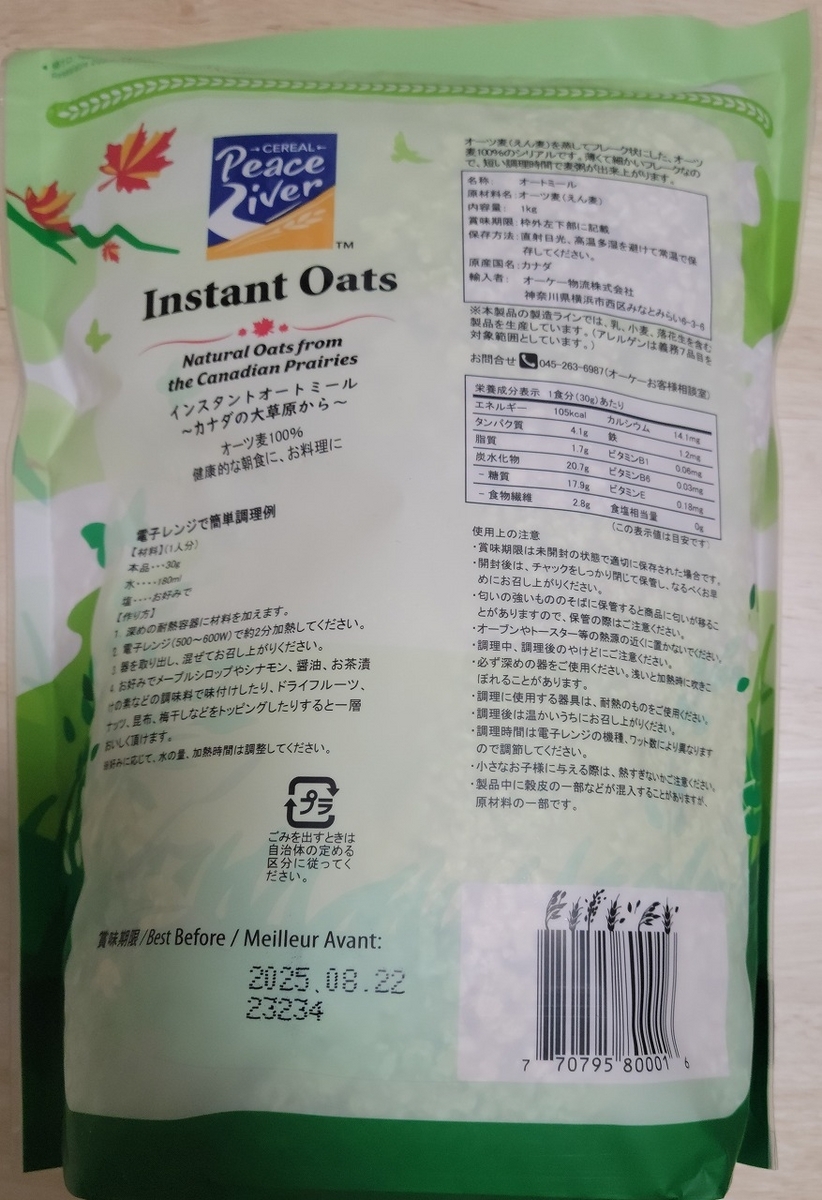 CEREAL
Peace
River
TM
Instant Oats
Natural Oats from
the Canadian Prairies
インスタントオートミール
~カナダの大草原から~
オーツ麦100%
健康的な朝食に、お料理に
電子レンジで簡単調理例
【材料】(1人分)
本品・・・30g
水・・・・180ml
塩・・・・お好みで
【作り方】
1. 深めの耐熱容器に材料を加えます。
2. 電子レンジ(500~600W)で約2分加熱してください。
3. 器を取り出し、混ぜてお召し上がりください。
4. お好みでメープルシロップやシナモン、醤油、お茶漬
けの素などの調味料で味付けしたり、ドライフルーツ、
ナッツ、昆布、梅干しなどをトッピングしたりすると一層
おいしく頂けます。
※お好みに応じて、水の量、加熱時間は調整してください。
プラ
ごみを出すときは
自治体の定める
区分に従ってく
ださい。
賞味期限/Best Before / Meilleur Avant:
2025.08.22
23234
オーツ麦(えん麦)を蒸してフレーク状にした、オーツ
麦100%のシリアルです。薄くて細かいフレークなの
で、短い調理時間で麦粥が出来上がります。
名称: オートミール
原材料名: オーツ麦(えん麦)
内容量: 1kg
賞味期限 枠外左下部に記載
保存方法: 直射日光、高温多湿を避けて常温で保
存してください。
原産国名: カナダ
輸入者: オーケー物流株式会社
神奈川県横浜市西区みなとみらい6-3-6
※本製品の製造ラインでは、乳、小麦、落花生を含む
製品を生産しています。(アレルゲンは義務7品目を
対象範囲としています。)
お問合せ 045-263-6987(オーケーお客様相談室)
栄養成分表示 1食分(30g)あたり
エネルギー 105kcal カルシウム 14.1mg
タンパク質 4.1g 鉄 1.2mg
脂質 1.7g ビタミンB1 0.06mg
炭水化物 20.7g ビタミンB6 0.03mg
- 糖質 17.9g ビタミンE 0.18mg
- 食物繊維 2.8g 食塩相当量 0g
(この表示値は目安です)
使用上の注意
・賞味期限は未開封の状態で適切に保存された場合です。
・開封後は、チャックをしっかり閉じて保管し、なるべくお早
めにお召し上がりください。
・匂いの強いもののそばに保管すると商品に匂いが移るこ
とがありますので、保管の際はご注意ください。
・オーブンやトースター等の熱源の近くに置かないでください。
・調理中、調理後のやけどにご注意ください。
・必ず深めの器をご使用ください。浅いと加熱時に吹きこ
ぼれることがあります。
・調理に使用する器具は、耐熱のものをご使用ください。
・調理後は温かいうちにお召し上がりください。
・調理時間は電子レンジの機種、ワット数により異なります
ので調節してください。
・小さなお子様に与える際は、熱すぎないかご注意ください。
・製品中に穀皮の一部などが混入することがありますが、
原材料の一部です。
7 70795 80001 6